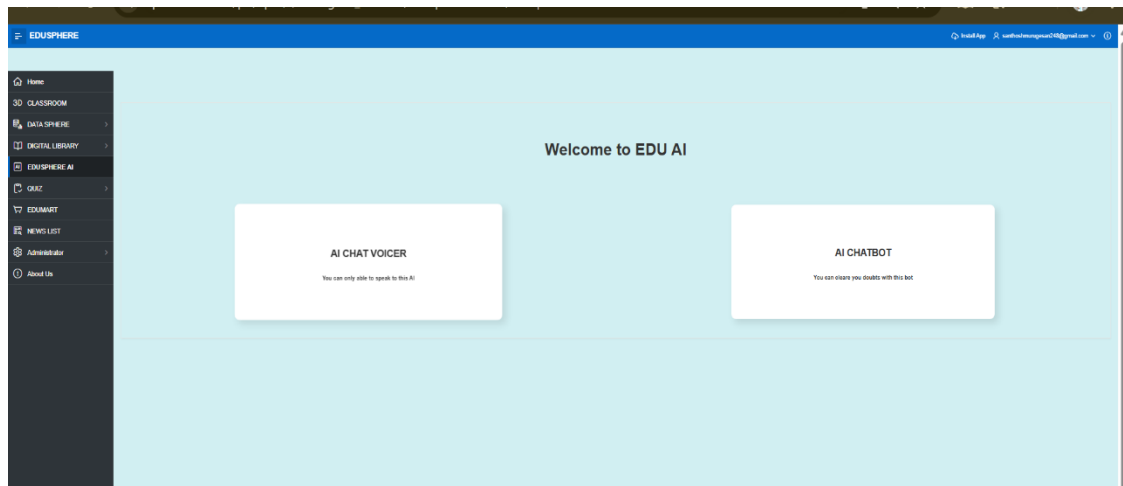 EDUSPHERE
Install App
Home
3D CLASSROOM
DATA SPHERE
DIGITAL LIBRARY
AI EDUSPHERE AI
QUIZ
EDUMART
NEWS LIST
Administrator
About Us
Welcome to EDU AI
AI CHAT VOICER
You can only able to speak to this AI
AI CHATBOT
You can cleare you doubts with this bot